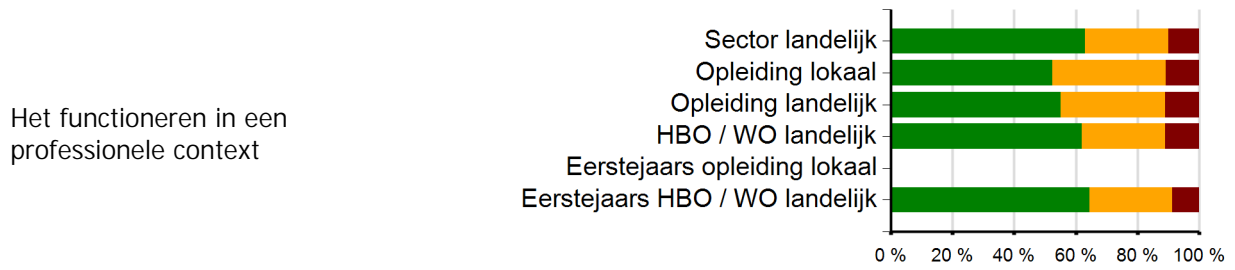 Het functioneren in een
professionele context
Sector landelijk
Opleiding lokaal
Opleiding landelijk
HBO / WO landelijk
Eerstejaars opleiding lokaal
Eerstejaars HBO / WO landelijk
0 % 20 % 40 % 60 % 80 % 100 %